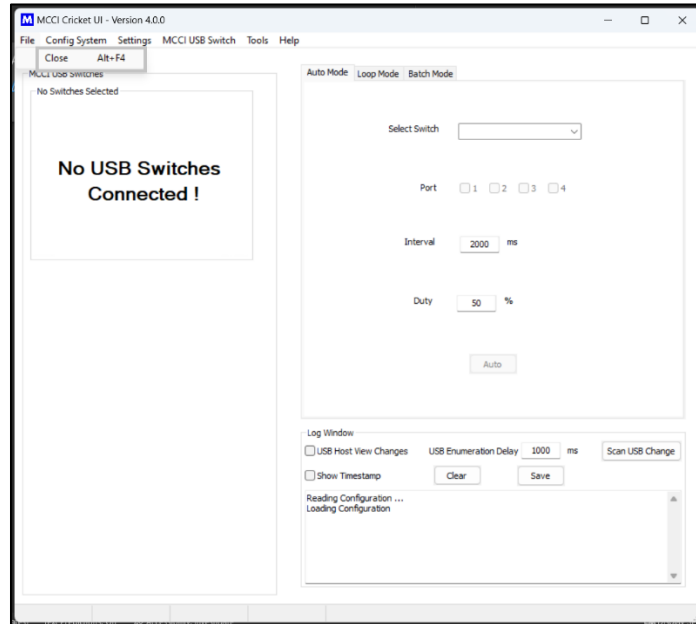 MCCI Cricket UI - Version 4.0.0
File Config System Settings MCCI USB Switch Tools Help
Close Alt+F4
MCCI USB Switches
No Switches Selected
No USB Switches
Connected !
Auto Mode Loop Mode Batch Mode
Select Switch
Port 1 2 3 4
Interval 2000 ms
Duty 50 %
Auto
Log Window
USB Host View Changes USB Enumeration Delay 1000 ms Scan USB Change
Show Timestamp Clear Save
Reading Configuration ...
Loading Configuration